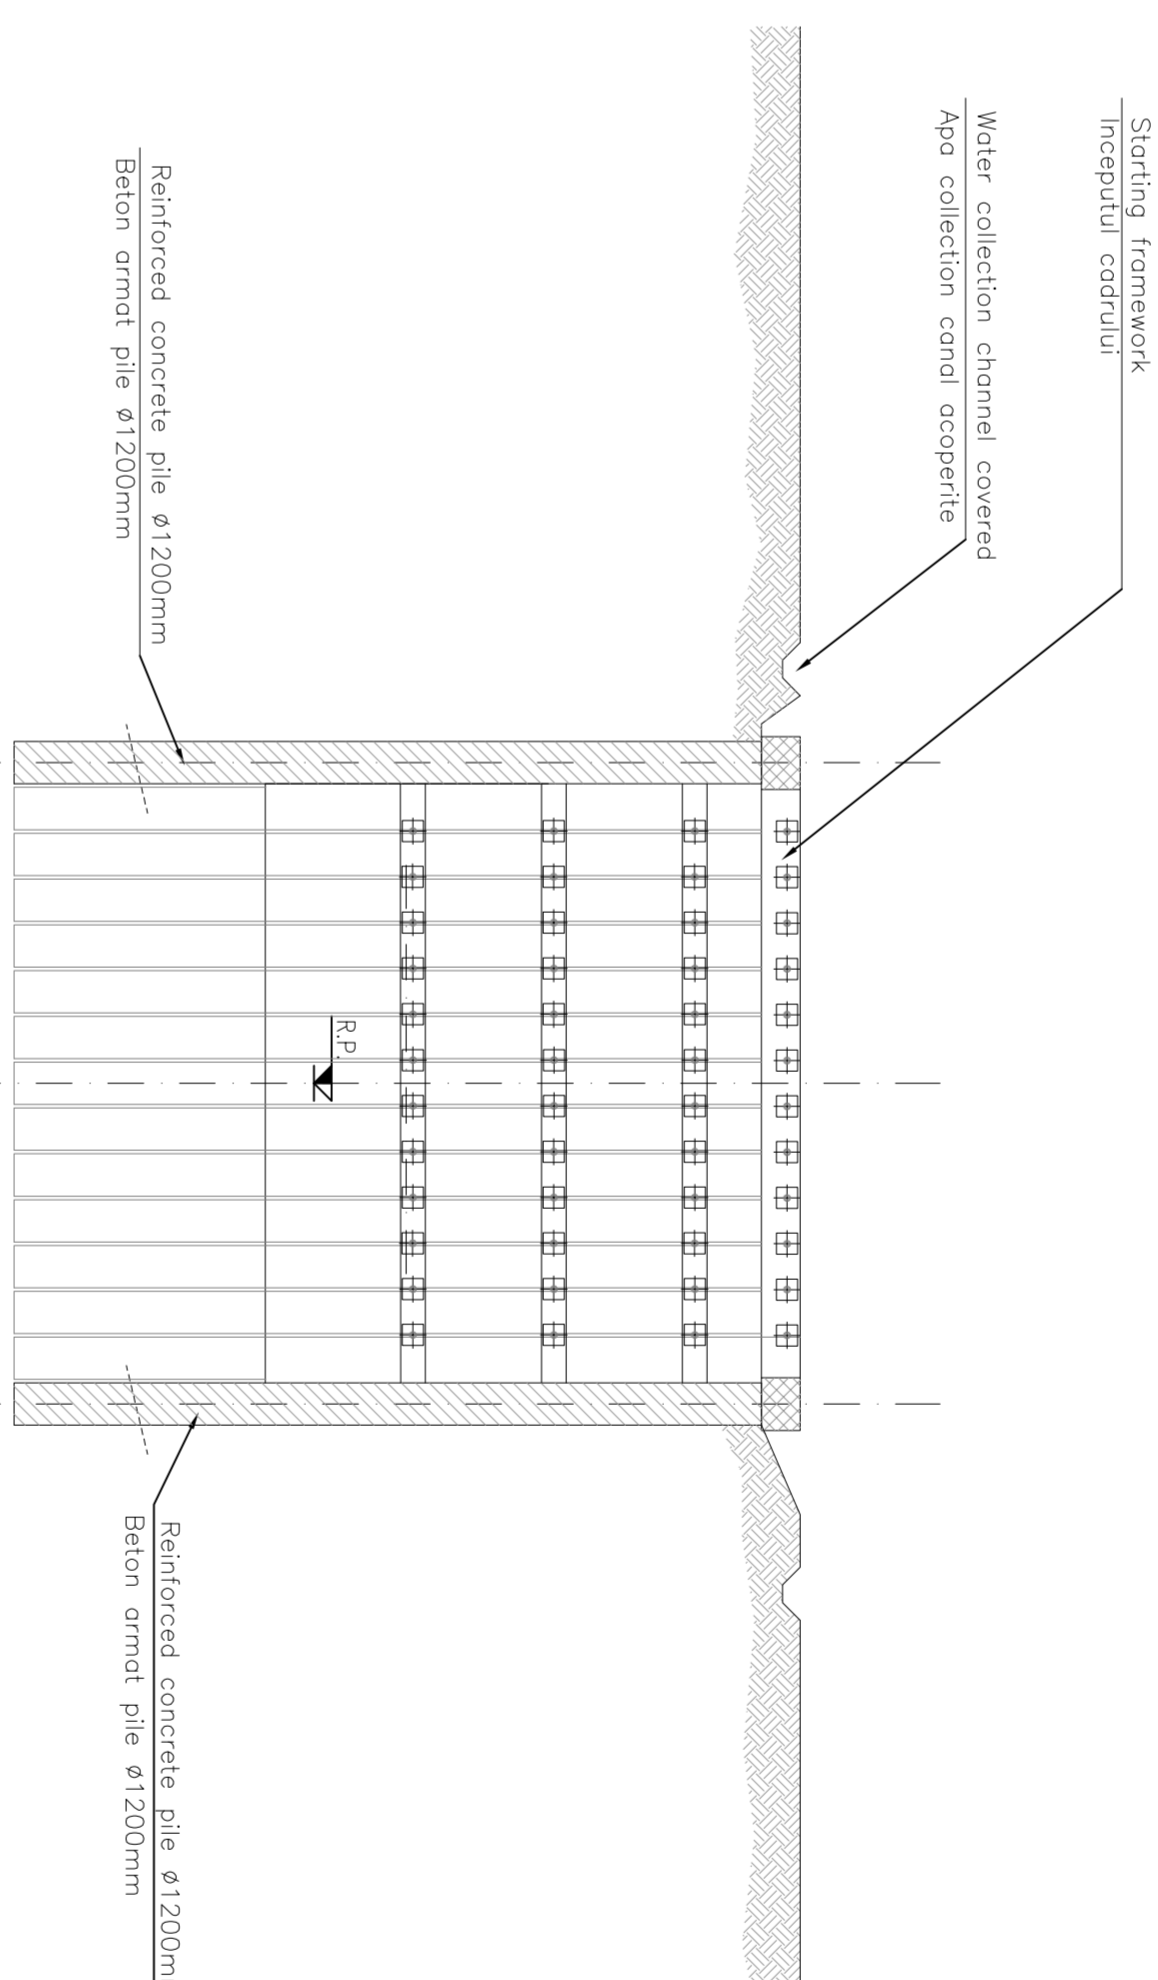 Starting framework
Inceputul cadrului
Water collection channel covered
Apa collection canal acoperite
R.P.
Reinforced concrete pile Ø1200mm
Beton armat pile Ø1200mm
Reinforced concrete pile Ø1200m
Beton armat pile Ø1200mm